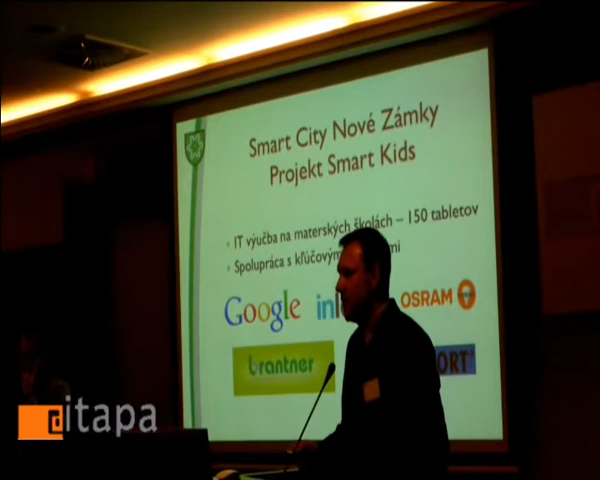 Smart City Nové Zámky
Projekt Smart Kids
IT výučba na materských školách – 150 tabletov
Spolupráca s kľúčovým
Google
OSRAM
brantner
itapa